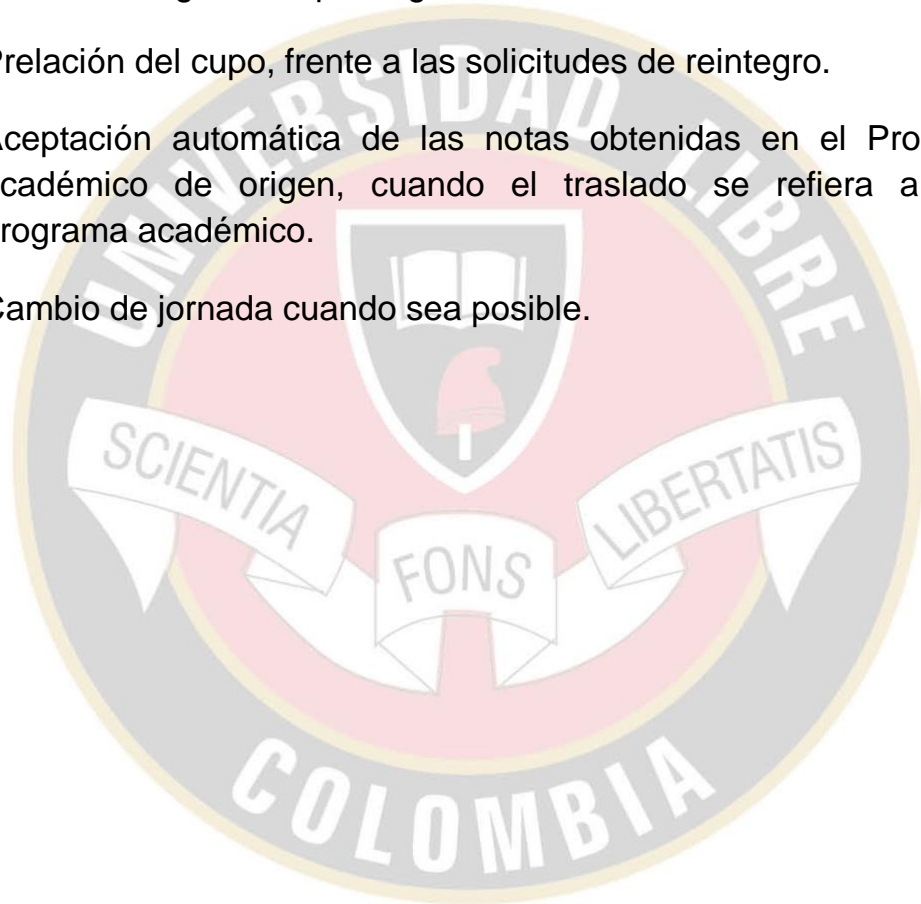 Prelación del cupo, frente a las solicitudes de reintegro.
Aceptación automática de las notas obtenidas en el Pro
académico de origen, cuando el traslado se refiera a
programa académico.
Cambio de jornada cuando sea posible.
UNIVERSIDAD LIBRE
SCIENTIA
FONS
LIBERTATIS
COLOMBIA